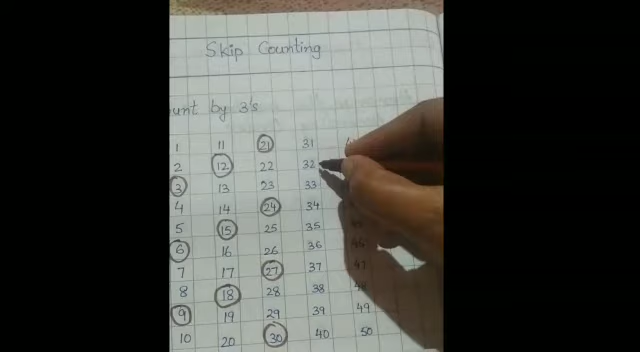 Skip Counting
unt by 3's
1 11 21 31
2 12 22 32
3 13 23 33
4 14 24 34
5 15 25 35
6 16 26 36
7 17 27 37
8 18 28 38
9 19 29 39 49
10 20 30 40 50